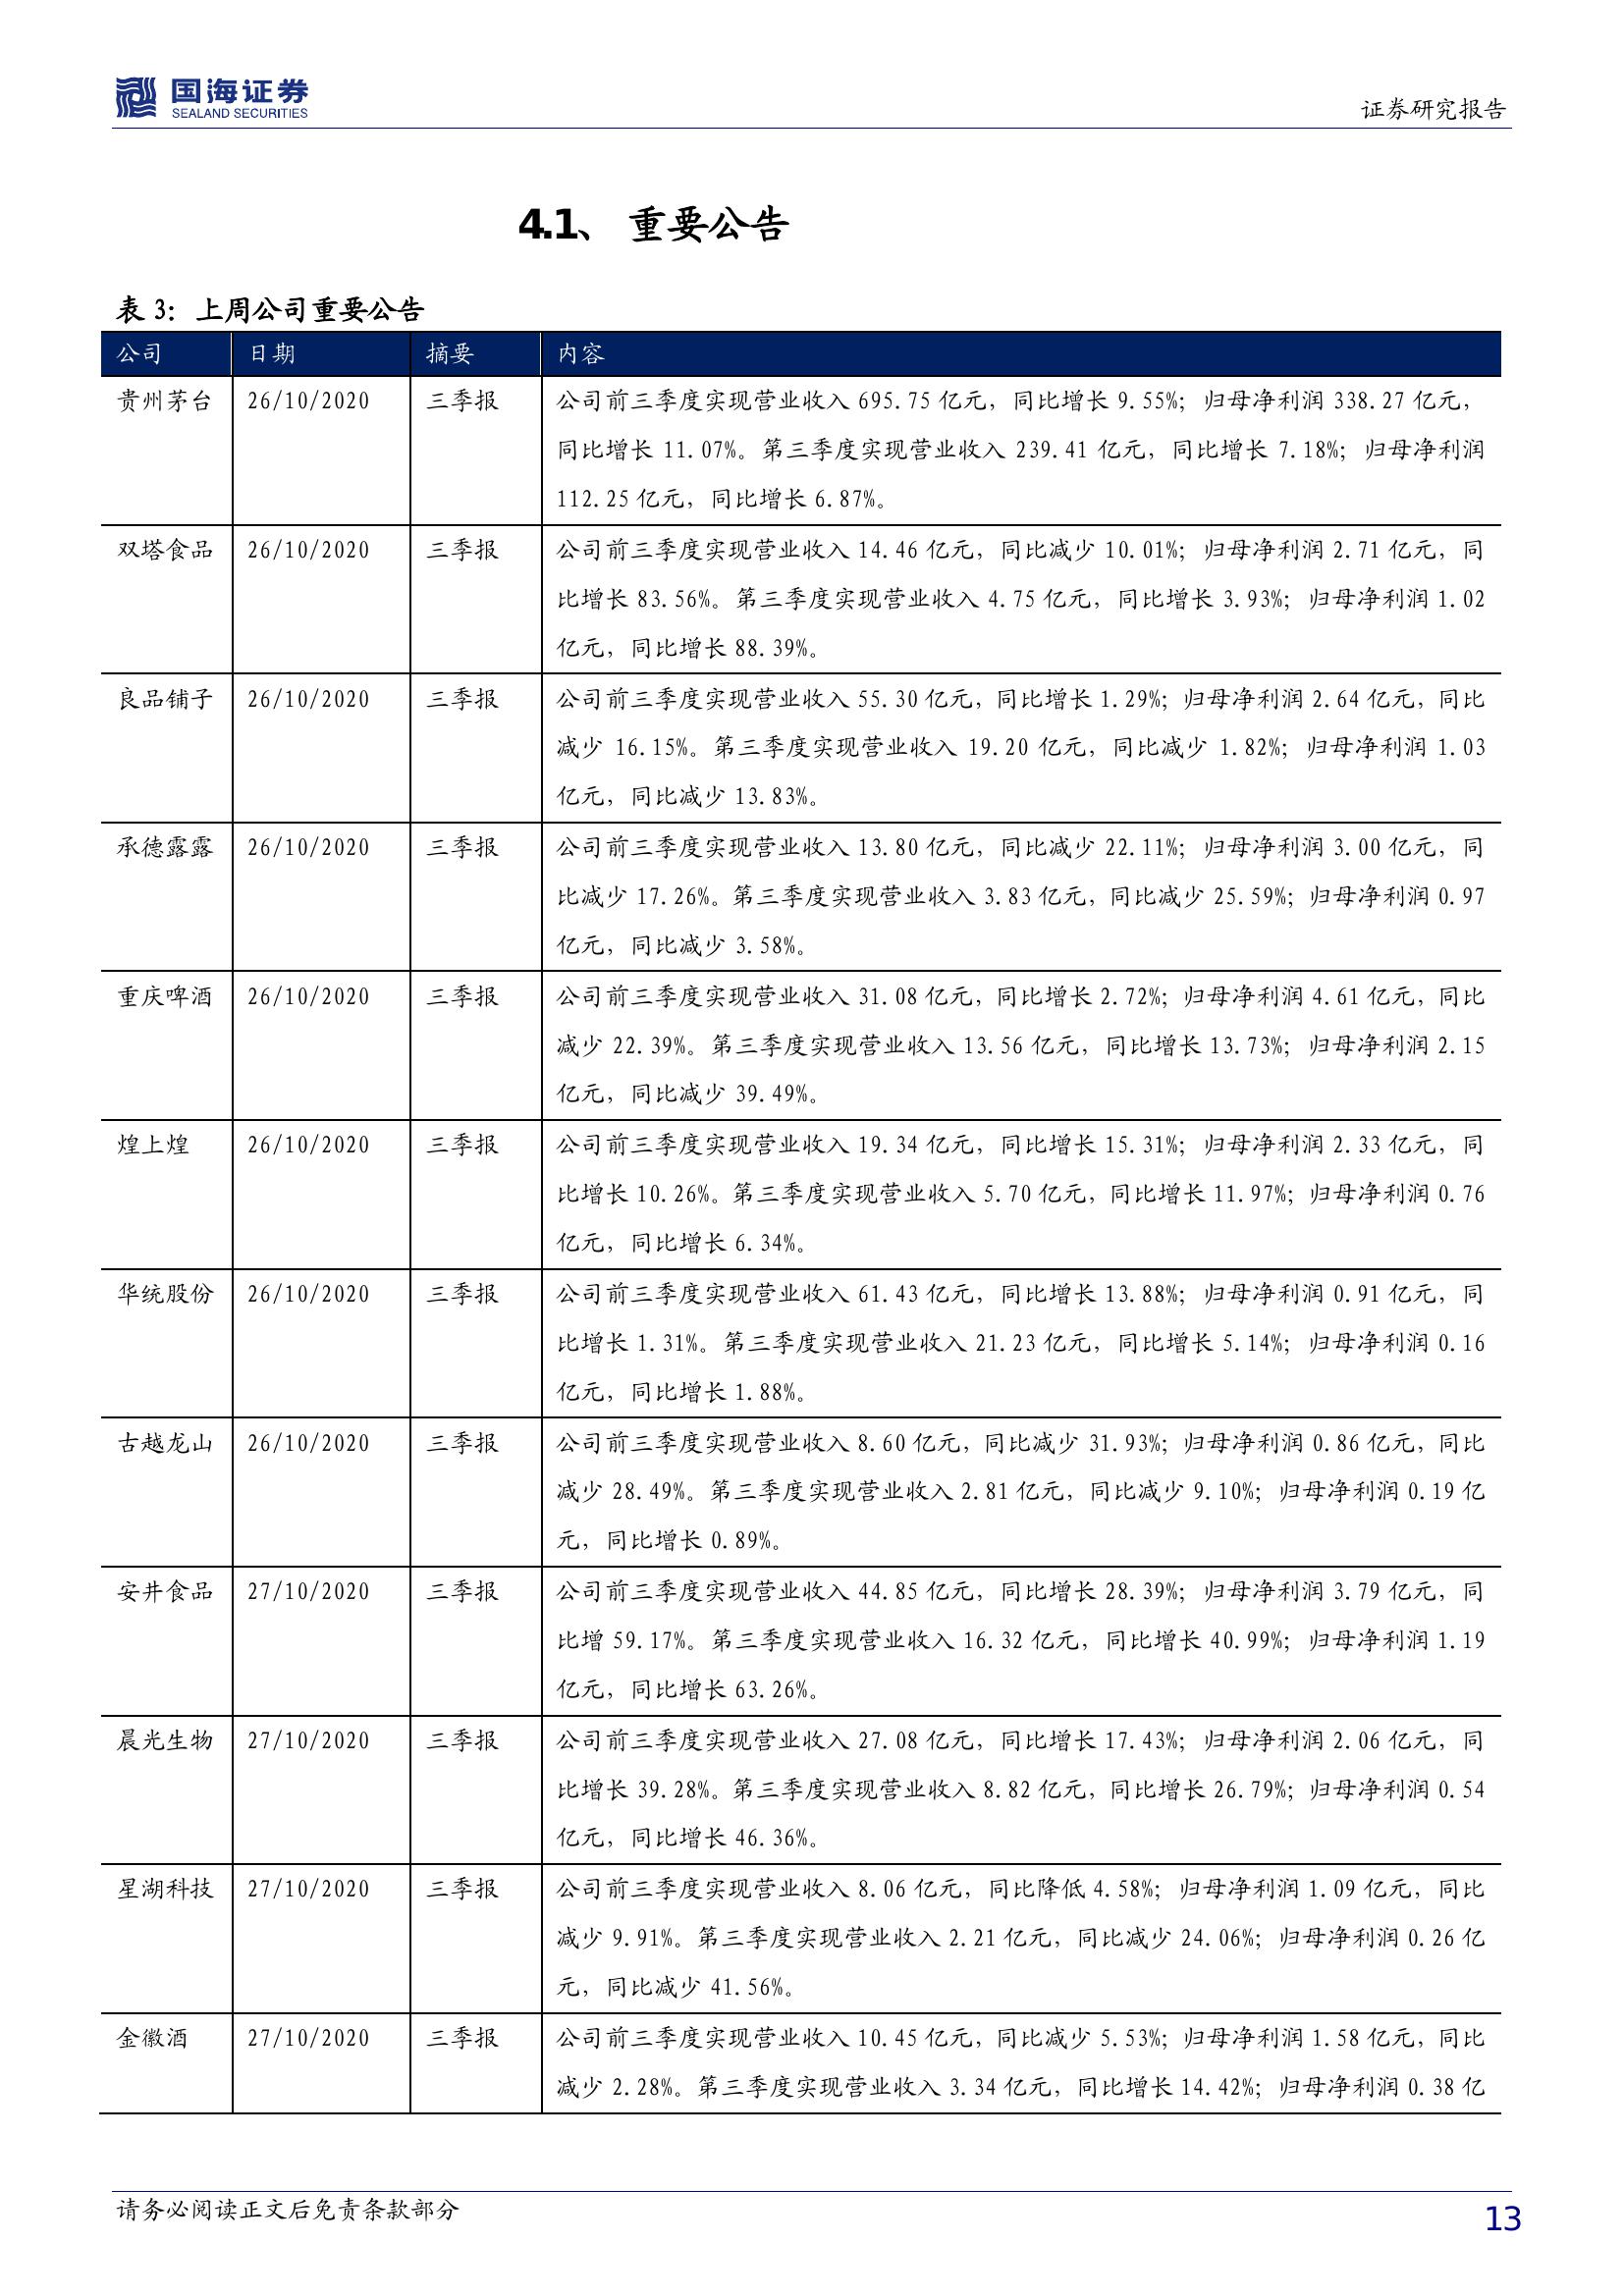 国海证券
SEALAND SECURITIES
证券研究报告
4.1、 重要公告
表 3：上周公司重要公告
公司 日期 摘要 内容
贵州茅台 26/10/2020 三季报 公司前三季度实现营业收入 695.75 亿元，同比增长 9.55%；归母净利润 338.27 亿元，
同比增长 11.07%。第三季度实现营业收入 239.41 亿元，同比增长 7.18%；归母净利润
112.25 亿元，同比增长 6.87%。
双塔食品 26/10/2020 三季报 公司前三季度实现营业收入 14.46 亿元，同比减少 10.01%；归母净利润 2.71 亿元，同
比增长 83.56%。第三季度实现营业收入 4.75 亿元，同比增长 3.93%；归母净利润 1.02
亿元，同比增长 88.39%。
良品铺子 26/10/2020 三季报 公司前三季度实现营业收入 55.30 亿元，同比增长 1.29%；归母净利润 2.64 亿元，同比
减少 16.15%。第三季度实现营业收入 19.20 亿元，同比减少 1.82%；归母净利润 1.03
亿元，同比减少 13.83%。
承德露露 26/10/2020 三季报 公司前三季度实现营业收入 13.80 亿元，同比减少 22.11%；归母净利润 3.00 亿元，同
比减少 17.26%。第三季度实现营业收入 3.83 亿元，同比减少 25.59%；归母净利润 0.97
亿元，同比减少 3.58%。
重庆啤酒 26/10/2020 三季报 公司前三季度实现营业收入 31.08 亿元，同比增长 2.72%；归母净利润 4.61 亿元，同比
减少 22.39%。第三季度实现营业收入 13.56 亿元，同比增长 13.73%；归母净利润 2.15
亿元，同比减少 39.49%。
煌上煌 26/10/2020 三季报 公司前三季度实现营业收入 19.34 亿元，同比增长 15.31%；归母净利润 2.33 亿元，同
比增长 10.26%。第三季度实现营业收入 5.70 亿元，同比增长 11.97%；归母净利润 0.76
亿元，同比增长 6.34%。
华统股份 26/10/2020 三季报 公司前三季度实现营业收入 61.43 亿元，同比增长 13.88%；归母净利润 0.91 亿元，同
比增长 1.31%。第三季度实现营业收入 21.23 亿元，同比增长 5.14%；归母净利润 0.16
亿元，同比增长 1.88%。
古越龙山 26/10/2020 三季报 公司前三季度实现营业收入 8.60 亿元，同比减少 31.93%；归母净利润 0.86 亿元，同比
减少 28.49%。第三季度实现营业收入 2.81 亿元，同比减少 9.10%；归母净利润 0.19 亿
元，同比增长 0.89%。
安井食品 27/10/2020 三季报 公司前三季度实现营业收入 44.85 亿元，同比增长 28.39%；归母净利润 3.79 亿元，同
比增 59.17%。第三季度实现营业收入 16.32 亿元，同比增长 40.99%；归母净利润 1.19
亿元，同比增长 63.26%。
晨光生物 27/10/2020 三季报 公司前三季度实现营业收入 27.08 亿元，同比增长 17.43%；归母净利润 2.06 亿元，同
比增长 39.28%。第三季度实现营业收入 8.82 亿元，同比增长 26.79%；归母净利润 0.54
亿元，同比增长 46.36%。
星湖科技 27/10/2020 三季报 公司前三季度实现营业收入 8.06 亿元，同比降低 4.58%；归母净利润 1.09 亿元，同比
减少 9.91%。第三季度实现营业收入 2.21 亿元，同比减少 24.06%；归母净利润 0.26 亿
元，同比减少 41.56%。
金徽酒 27/10/2020 三季报 公司前三季度实现营业收入 10.45 亿元，同比减少 5.53%；归母净利润 1.58 亿元，同比
减少 2.28%。第三季度实现营业收入 3.34 亿元，同比增长 14.42%；归母净利润 0.38 亿
请务必阅读正文后免责条款部分
13